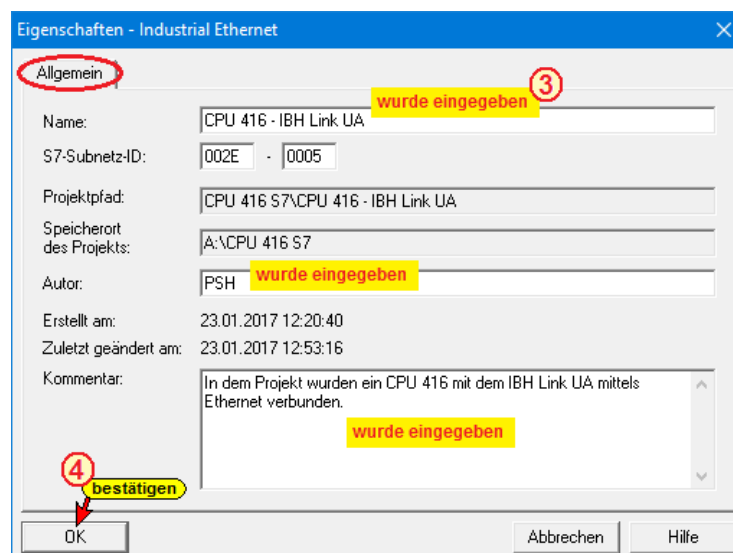 Eigenschaften - Industrial Ethernet
Allgemein
wurde eingegeben 3
Name: CPU 416 - IBH Link UA
S7-Subnetz-ID: 002E - 0005
Projektpfad: CPU 416 S7\CPU 416 - IBH Link UA
Speicherort
des Projekts: A:\CPU 416 S7
wurde eingegeben
Autor: PSH
Erstellt am: 23.01.2017 12:20:40
Zuletzt geändert am: 23.01.2017 12:53:16
Kommentar: In dem Projekt wurden ein CPU 416 mit dem IBH Link UA mittels
Ethernet verbunden.
wurde eingegeben
4
bestätigen
OK Abbrechen Hilfe